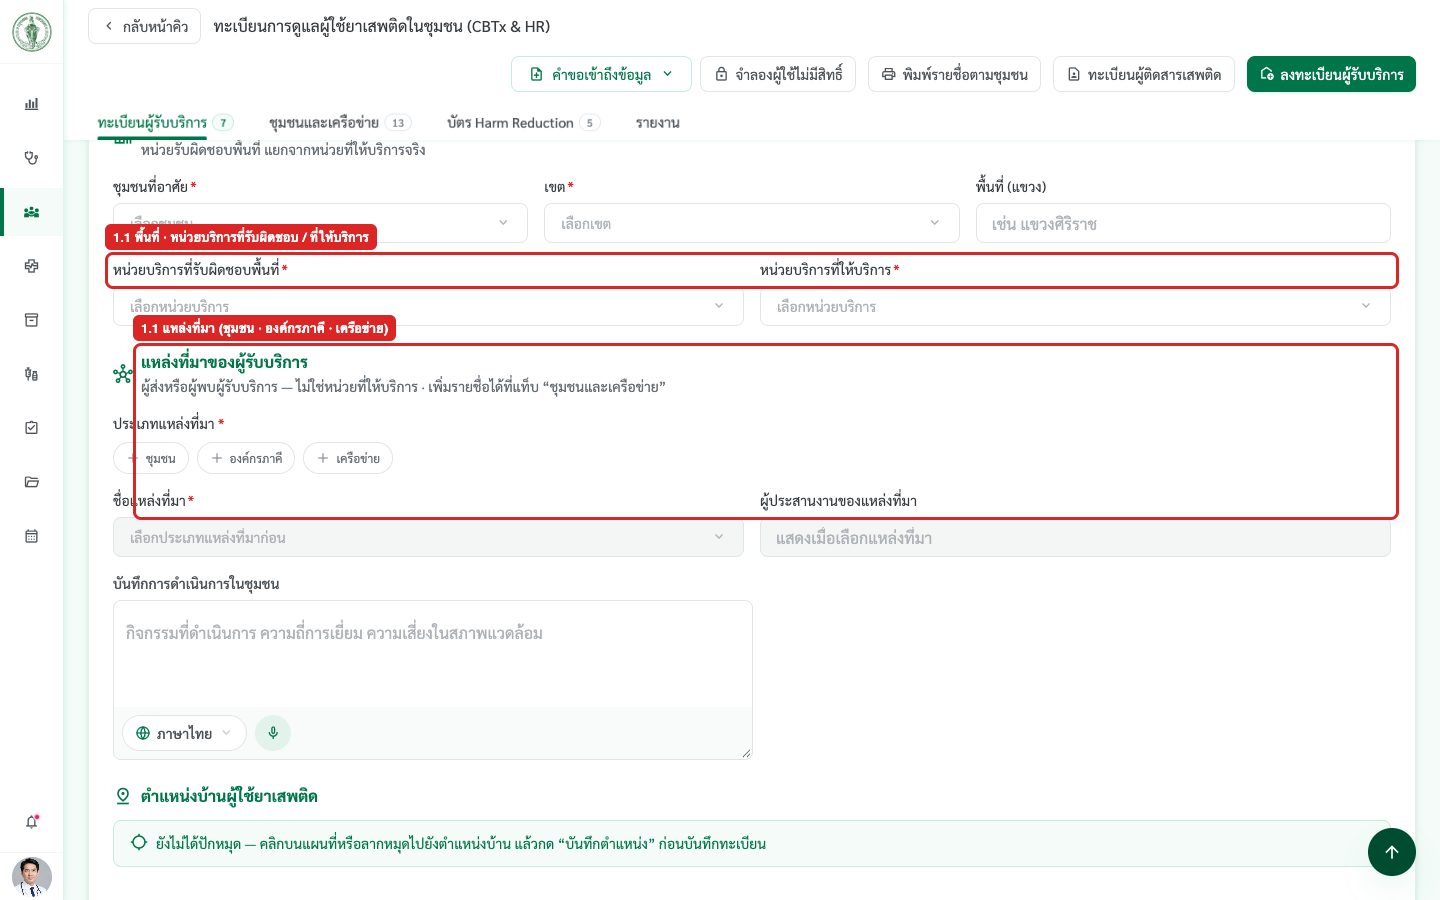 กลับหน้าคิว
ทะเบียนการดูแลผู้ใช้ยาเสพติดในชุมชน (CBTx & HR)
คำขอเข้าถึงข้อมูล
จำลองผู้ใช้ไม่มีสิทธิ์
พิมพ์รายชื่อตามชุมชน
ทะเบียนผู้ติดสารเสพติด
ลงทะเบียนผู้รับบริการ
ทะเบียนผู้รับบริการ 7
ชุมชนและเครือข่าย 13
บัตร Harm Reduction 5
รายงาน
หน่วยรับผิดชอบพื้นที่ แยกจากหน่วยที่ให้บริการจริง
ชุมชนที่อาศัย *
เขต *
พื้นที่ (แขวง)
เลือกชุมชน
เลือกเขต
เช่น แขวงศิริราช
1.1 พื้นที่ · หน่วยบริการที่รับผิดชอบ / ที่ให้บริการ
หน่วยบริการที่รับผิดชอบพื้นที่ *
หน่วยบริการที่ให้บริการ *
เลือกหน่วยบริการ
เลือกหน่วยบริการ
1.1 แหล่งที่มา (ชุมชน · องค์กรภาคี · เครือข่าย)
แหล่งที่มาของผู้รับบริการ
ผู้ส่งหรือผู้พบผู้รับบริการ — ไม่ใช่หน่วยที่ให้บริการ · เพิ่มรายชื่อได้ที่แท็บ “ชุมชนและเครือข่าย”
ประเภทแหล่งที่มา *
+ ชุมชน
+ องค์กรภาคี
+ เครือข่าย
ชื่อแหล่งที่มา *
ผู้ประสานงานของแหล่งที่มา
เลือกประเภทแหล่งที่มาก่อน
แสดงเมื่อเลือกแหล่งที่มา
บันทึกการดำเนินการในชุมชน
กิจกรรมที่ดำเนินการ ความถี่การเยี่ยม ความเสี่ยงในสภาพแวดล้อม
ภาษาไทย
ตำแหน่งบ้านผู้ใช้ยาเสพติด
ยังไม่ได้ปักหมุด — คลิกบนแผนที่หรือลากหมุดไปยังตำแหน่งบ้าน แล้วกด “บันทึกตำแหน่ง” ก่อนบันทึกทะเบียน